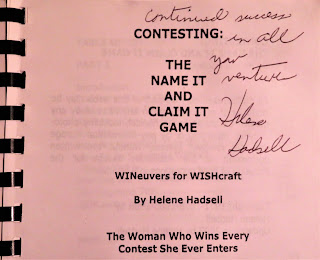 continued success
CONTESTING: in all
your
THE venture
NAME IT
AND
CLAIM IT Helene
GAME Hadsell
WINeuvers for WISHcraft
By Helene Hadsell
The Woman Who Wins Every
Contest She Ever Enters